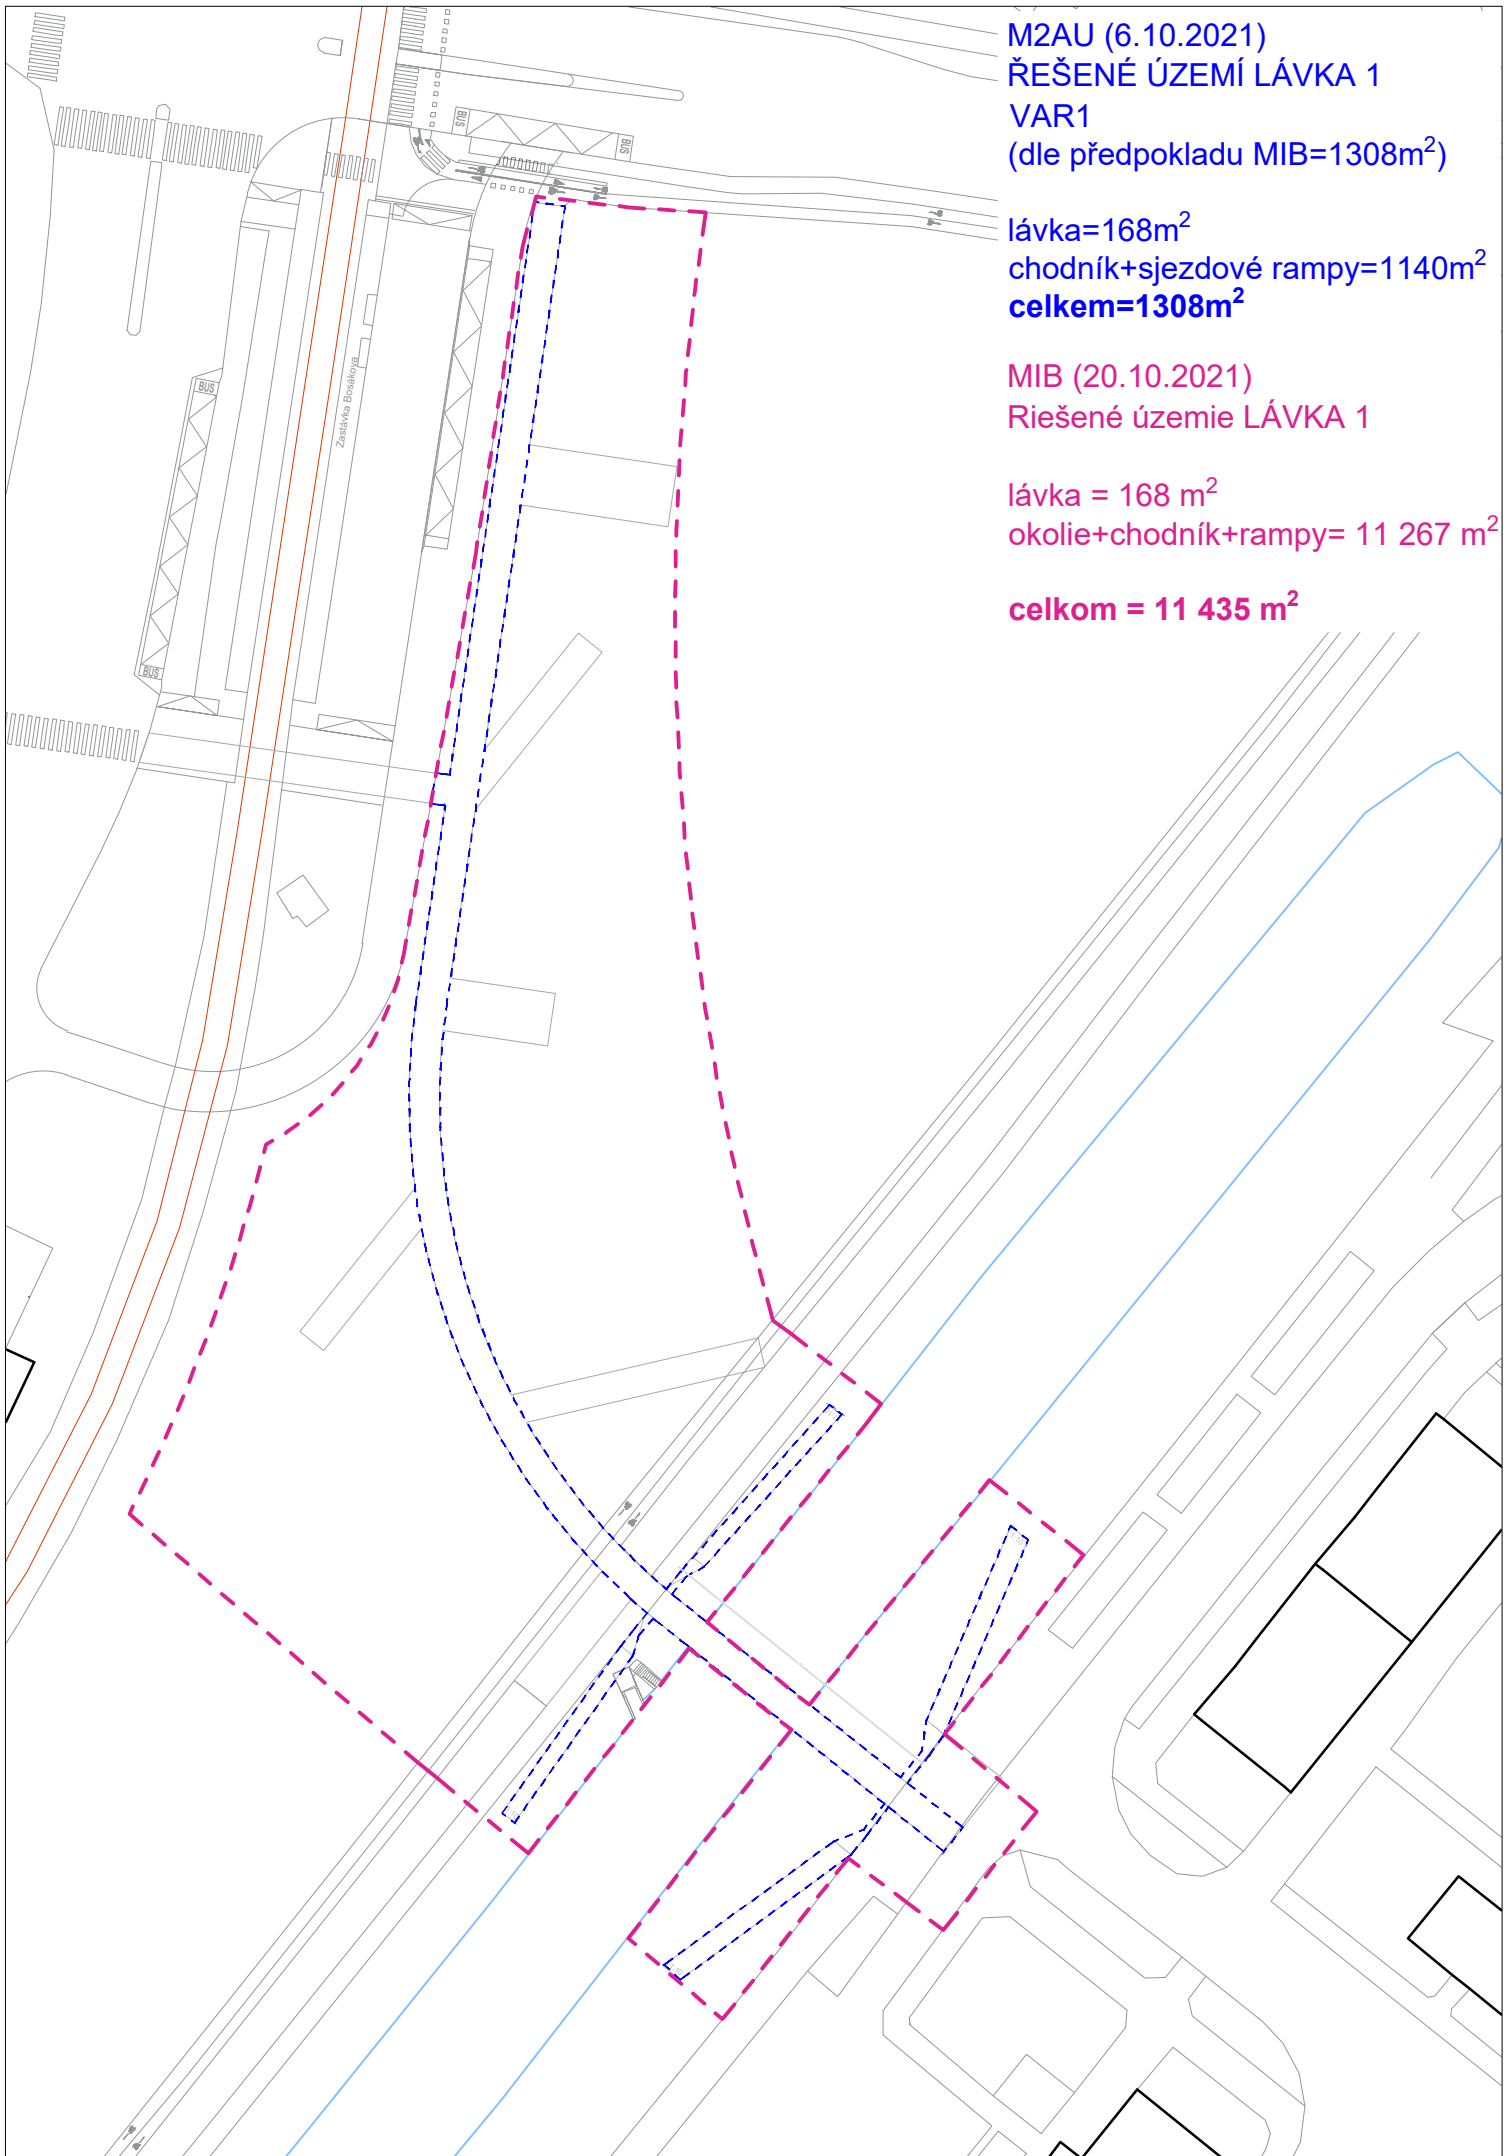 M2AU (6.10.2021)
ŘEŠENÉ ÚZEMÍ LÁVKA 1
VAR1
(dle předpokladu MIB=1308m²)
lávka=168m²
chodník+sjezdové rampy=1140m²
celkem=1308m²
MIB (20.10.2021)
Riešené územie LÁVKA 1
lávka = 168 m²
okolie+chodník+rampy= 11 267 m²
celkom = 11 435 m²
BUS
BUS
BUS
Zastávka Bosákova
BUS
1:10